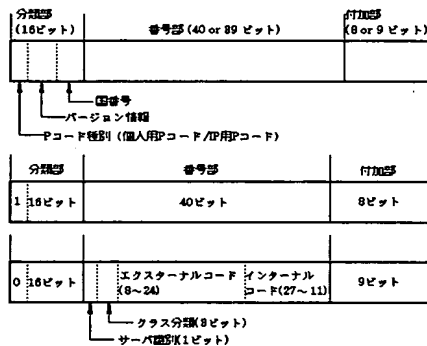 分類部
(16ビット)
番号部(40 or 89 ビット)
付加部
(8 or 9 ビット)
国番号
バージョン情報
Pコード種別(個人用Pコード/IP用Pコード)
分類部
番号部
付加部
1
16ビット
40ビット
8ビット
0
16ビット
エクスターナルコード
(8～24)
インターナル
コード(27～11)
9ビット
クラス分類(3ビット)
サーバ識別(1ビット)